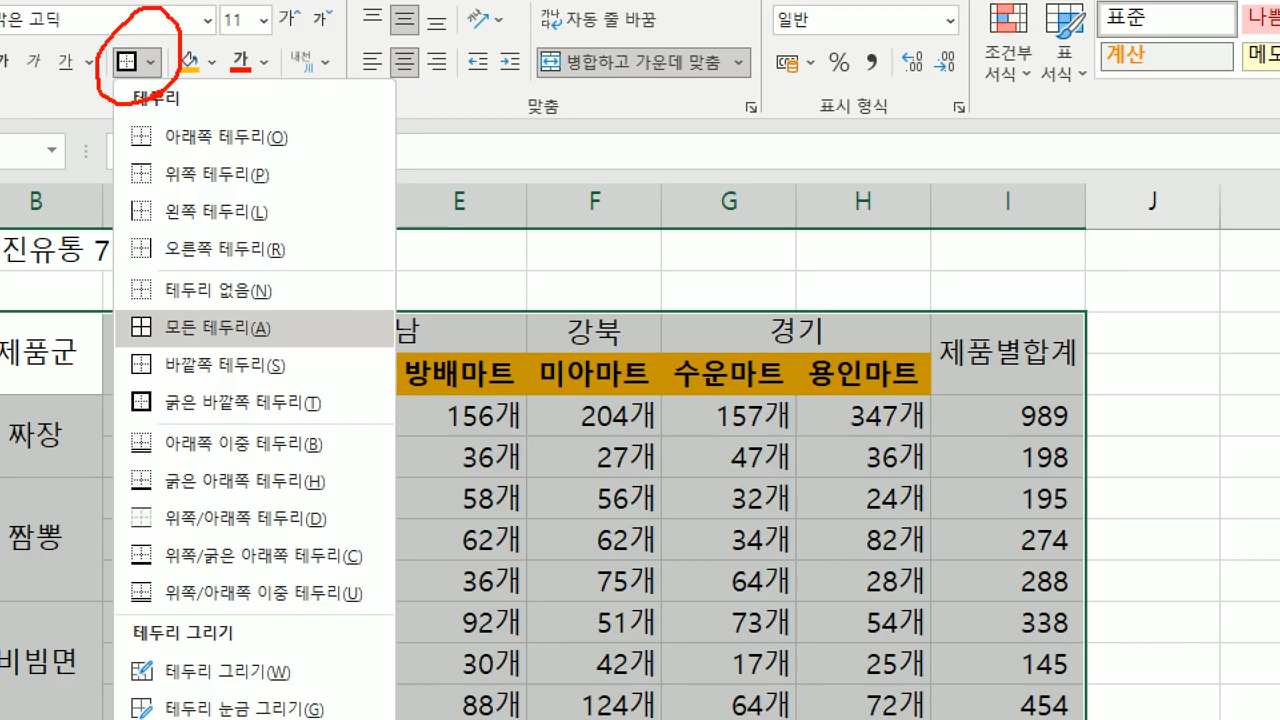 맑은 고딕 11 가 가 자동 줄 바꿈 일반 표준 나쁨
가 가 가 가 내천 병합하고 가운데 맞춤 % 조건부 서식 표 서식 계산 메모
맞춤 표시 형식
테두리
아래쪽 테두리(O)
위쪽 테두리(P)
왼쪽 테두리(L)
오른쪽 테두리(R)
테두리 없음(N)
모든 테두리(A)
바깥쪽 테두리(S)
굵은 바깥쪽 테두리(T)
아래쪽 이중 테두리(B)
굵은 아래쪽 테두리(H)
위쪽/아래쪽 테두리(D)
위쪽/굵은 아래쪽 테두리(C)
위쪽/아래쪽 이중 테두리(U)
테두리 그리기
테두리 그리기(W)
테두리 눈금 그리기(G)
B E F G H I J
진유통 7
제품군 남 강북 경기 제품별합계
방배마트 미아마트 수운마트 용인마트
짜장 156개 204개 157개 347개 989
36개 27개 47개 36개 198
짬뽕 58개 56개 32개 24개 195
62개 62개 34개 82개 274
36개 75개 64개 28개 288
비빔면 92개 51개 73개 54개 338
30개 42개 17개 25개 145
88개 124개 64개 72개 454